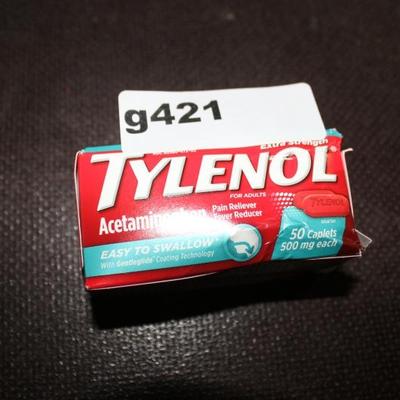 g421
Extra Strength
TYLENOL
FOR ADULTS
Acetaminophen
Pain Reliever
Fever Reducer
TYLENOL
EASY TO SWALLOW
With Gentleglide Coating Technology
50 Caplets
500 mg each